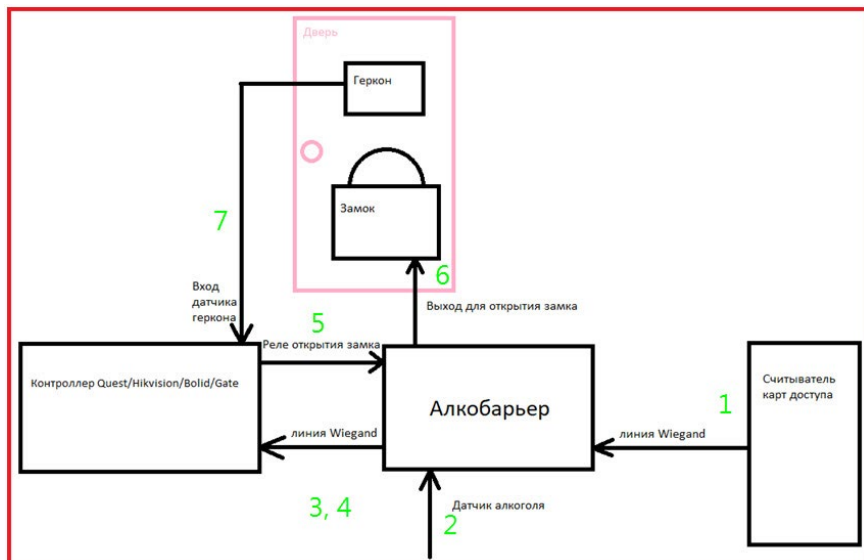 Дверь
Геркон
Замок
7
6
Вход
датчика
геркона
Выход для открытия замка
5
Реле открытия замка
Контроллер Quest/Hikvision/Bolid/Gate
Алкобарьер
1
Считыватель
карт доступа
линия Wiegand
линия Wiegand
3, 4
2
Датчик алкоголя